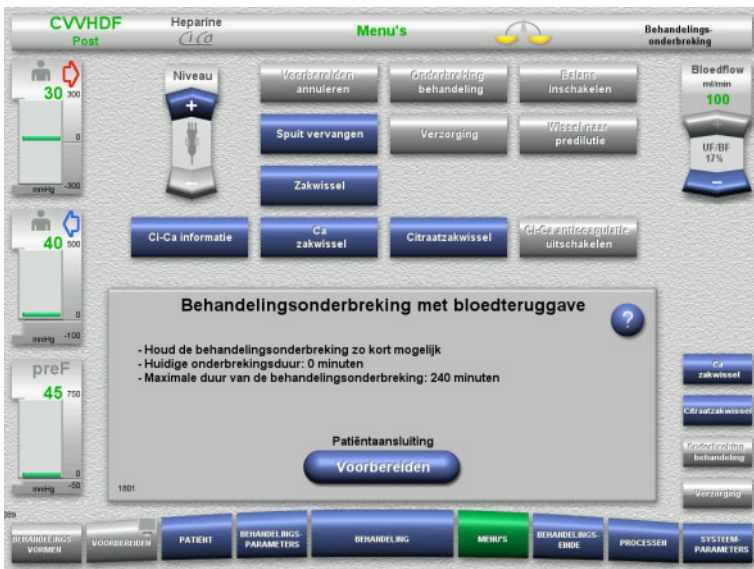 CVVHDF
Post
Heparine
Ci Ca
Menu's
Behandelings-
onderbreking
30 300
0
mmHg -300
Niveau
Voorbereiden
annuleren
Onderbreking
behandeling
Balans
inschakelen
Spuit vervangen
Verzorging
Wissel naar
predilutie
Zakwissel
Bloedflow
ml/min
100
UF/BF
17%
Ci-Ca informatie
Ca
zakwissel
Citraatzakwissel
Ci-Ca anticoagulatie
uitschakelen
40 500
0
mmHg -100
Behandelingsonderbreking met bloedteruggave
?
- Houd de behandelingsonderbreking zo kort mogelijk
- Huidige onderbrekingsduur: 0 minuten
- Maximale duur van de behandelingsonderbreking: 240 minuten
Patiëntaansluiting
Voorbereiden
1601
preF
45 750
0
mmHg -50
Ca
zakwissel
Citraatzakwissel
Onderbreking
behandeling
Verzorging
BEHANDELINGS
VORMEN
VOORBEREIDEN
PATIËNT
BEHANDELINGS-
PARAMETERS
BEHANDELING
MENU'S
BEHANDELINGS-
EINDE
PROCESSEN
SYSTEEM-
PARAMETERS